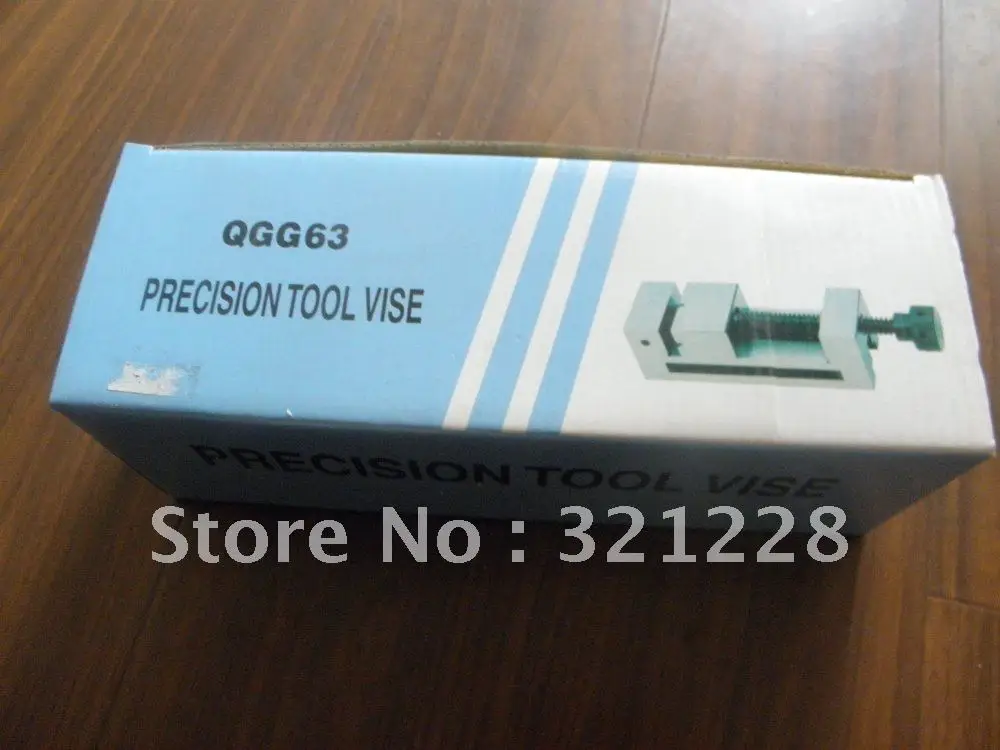 QGG63
PRECISION TOOL VISE
PRECISION TOOL VISE
Store No : 321228